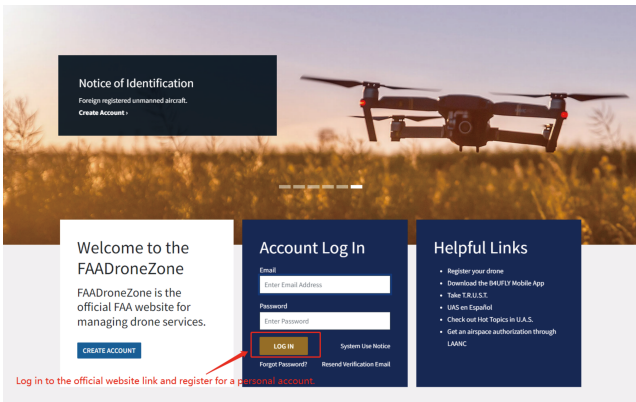 Notice of Identification
Foreign registered unmanned aircraft.
Create Account ›
Welcome to the
FAADroneZone
FAADroneZone is the
official FAA website for
managing drone services.
CREATE ACCOUNT
Account Log In
Email
Enter Email Address
Password
Enter Password
LOG IN
System Use Notice
Forgot Password?
Resend Verification Email
Helpful Links
• Register your drone
• Download the B4UFLY Mobile App
• Take T.R.U.S.T.
• UAS en Español
• Check out Hot Topics in U.A.S.
• Get an airspace authorization through
LAANC
Log in to the official website link and register for a personal account.